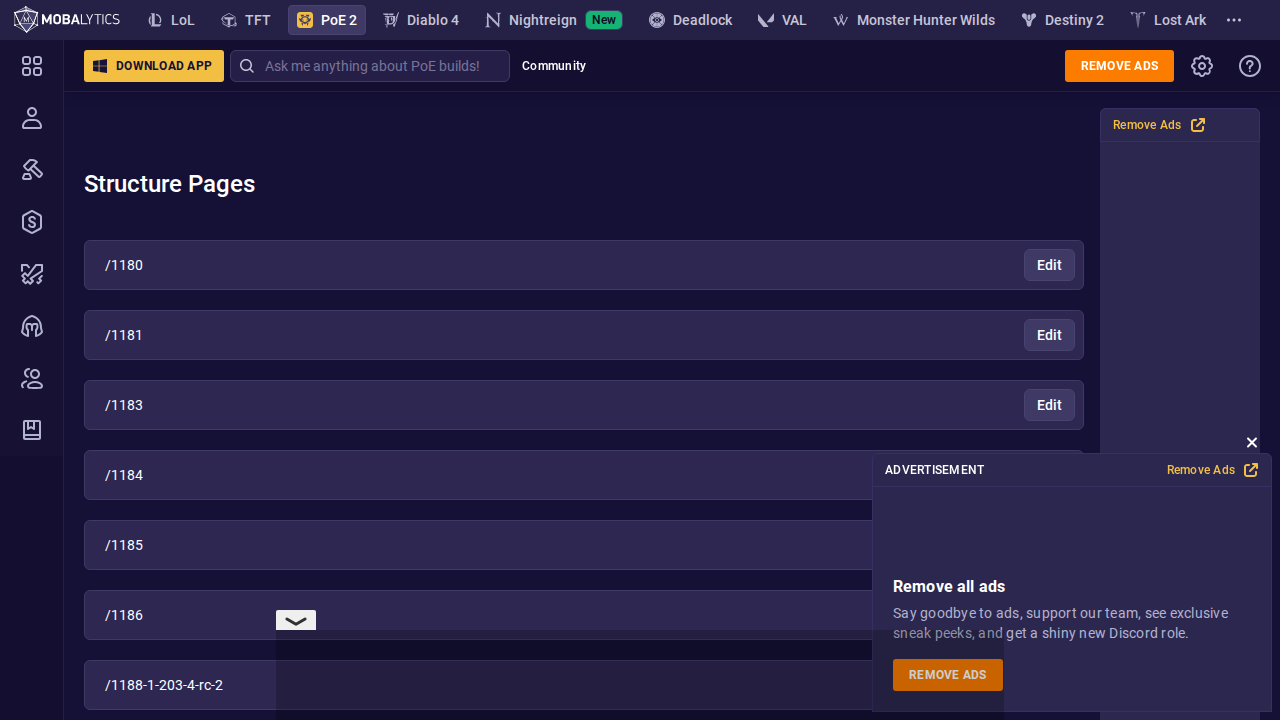 MOBALYTICS LoL TFT PoE 2 Diablo 4 Nightreign New Deadlock VAL Monster Hunter Wilds Destiny 2 Lost Ark
DOWNLOAD APP Ask me anything about PoE builds! Community REMOVE ADS
Remove Ads
Structure Pages
/1180 Edit
/1181 Edit
/1183 Edit
/1184
ADVERTISEMENT Remove Ads
/1185
Remove all ads
/1186
Say goodbye to ads, support our team, see exclusive
sneak peeks, and get a shiny new Discord role.
REMOVE ADS
/1188-1-203-4-rc-2